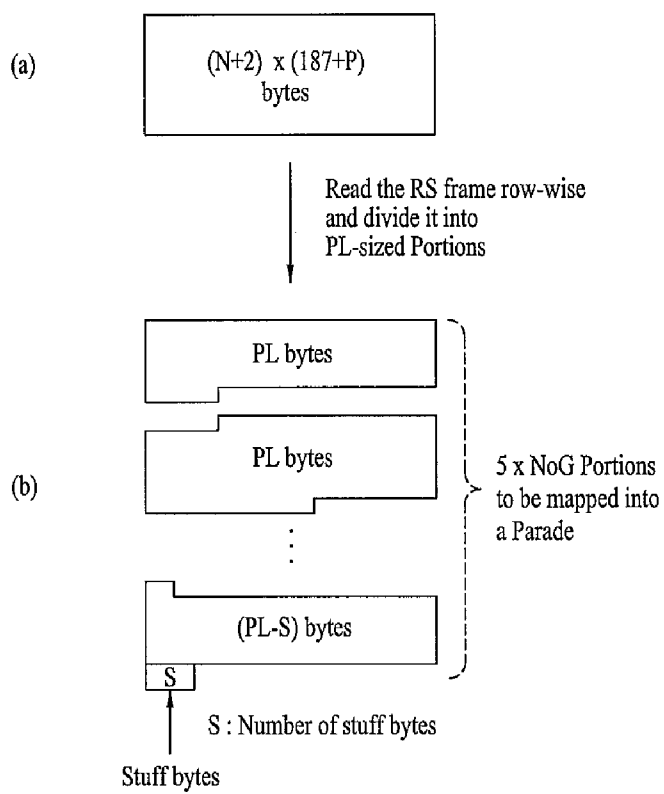 (a)
(N+2) x (187+P)
bytes
Read the RS frame row-wise
and divide it into
PL-sized Portions
PL bytes
PL bytes
(b)
5 x NoG Portions
to be mapped into
a Parade
(PL-S) bytes
S
S : Number of stuff bytes
Stuff bytes